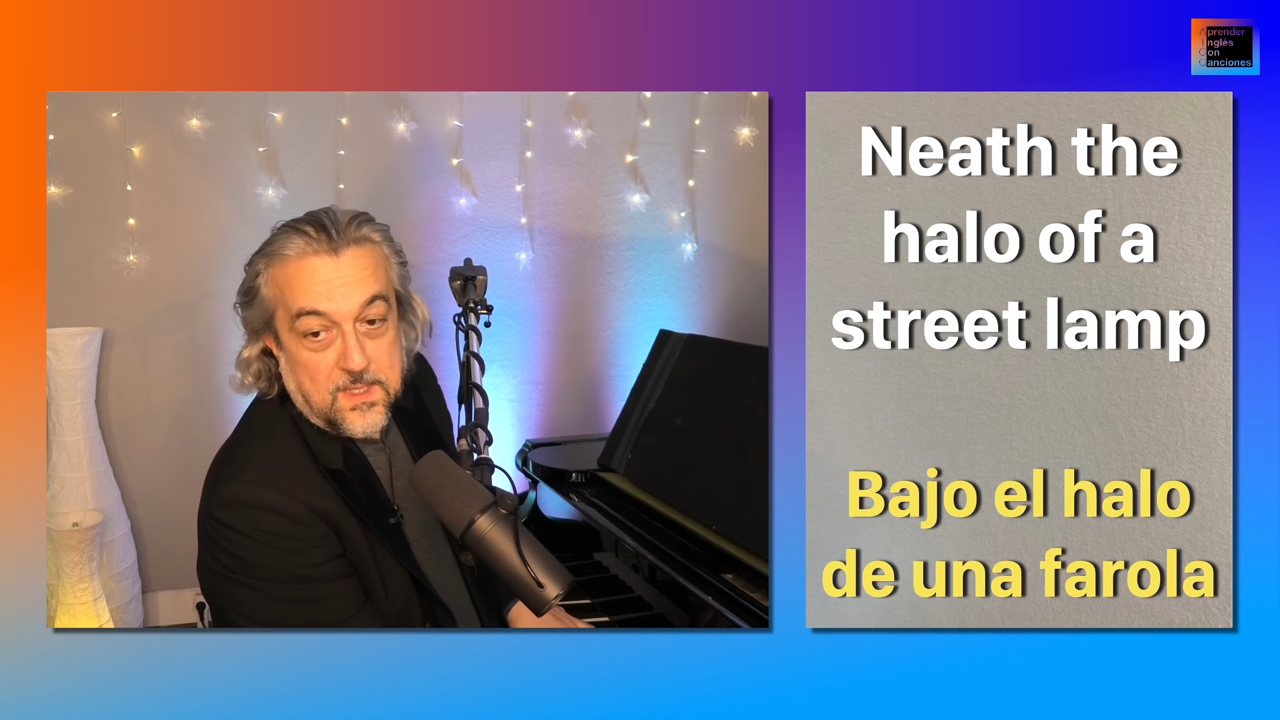 Aprender
Inglés
Con
Canciones
Neath the
halo of a
street lamp
Bajo el halo
de una farola